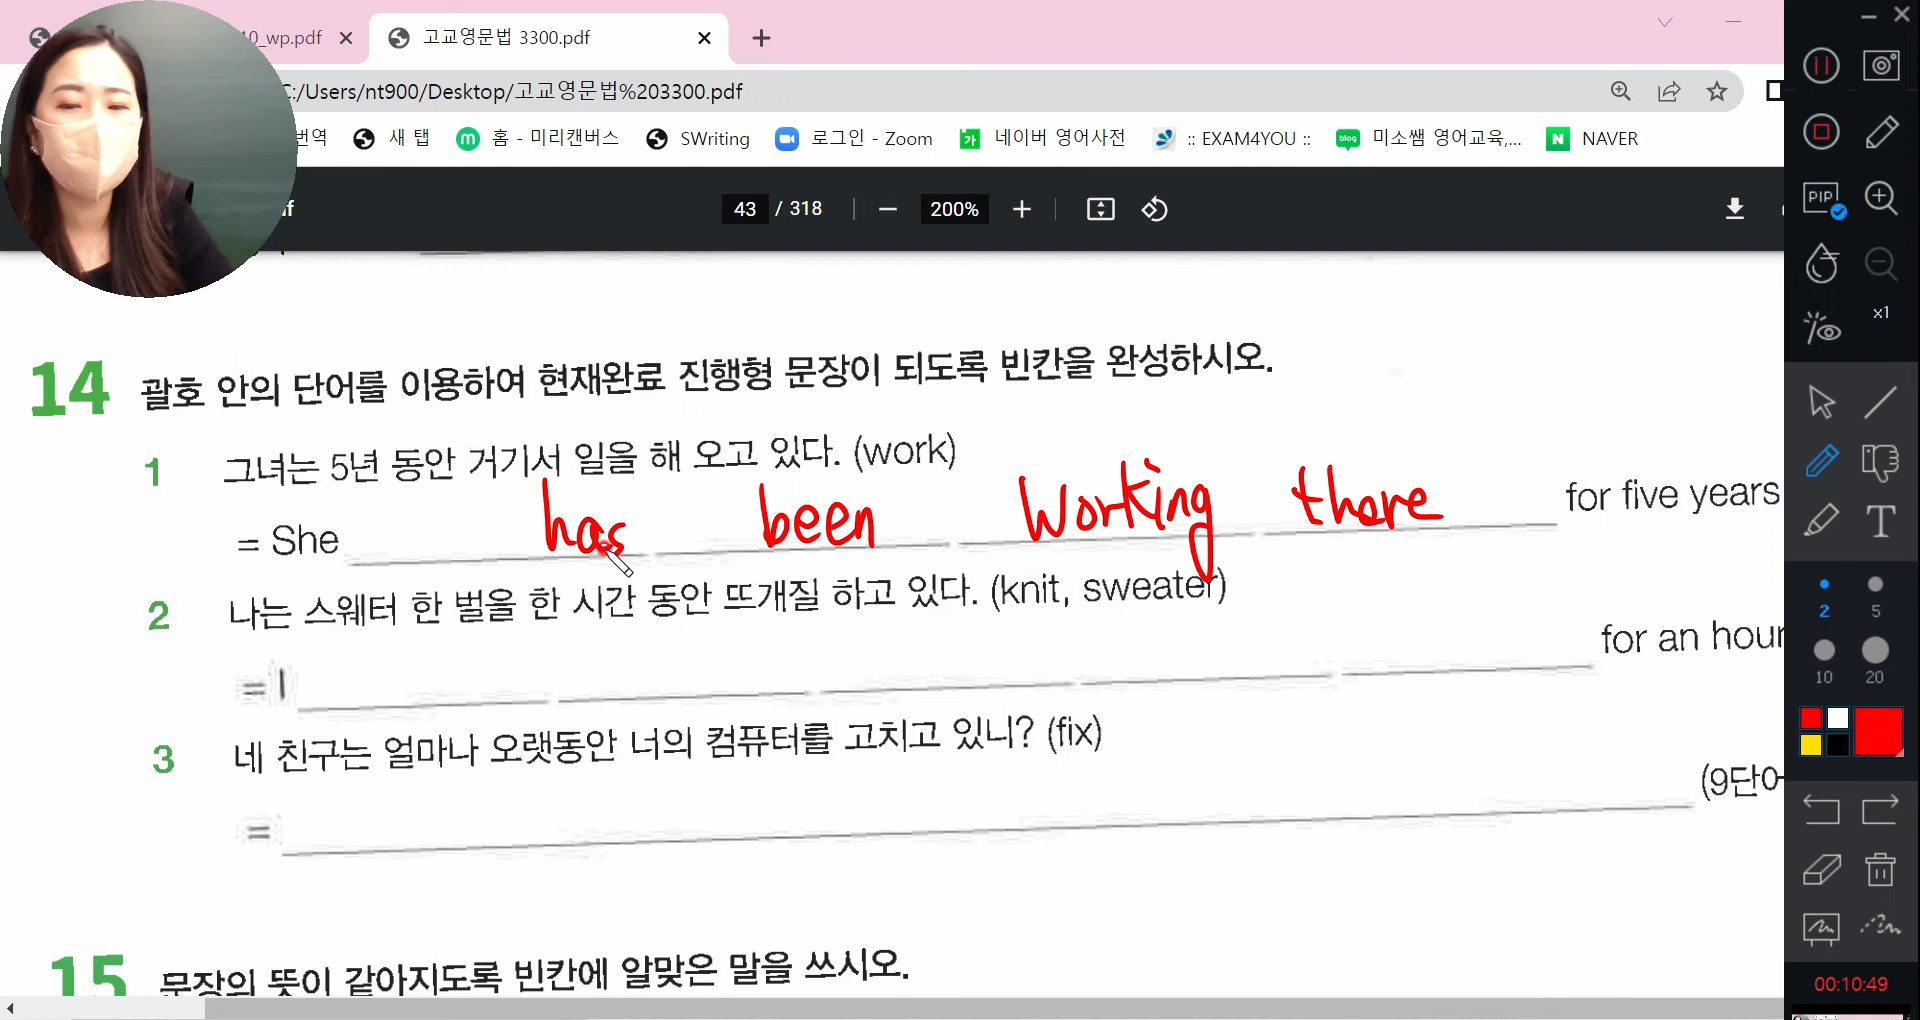 10_wp.pdf
고교영문법 3300.pdf
C:/Users/nt900/Desktop/고교영문법%203300.pdf
번역 새 탭 홈 - 미리캔버스 SWriting 로그인 - Zoom 네이버 영어사전 :: EXAM4YOU :: 미소쌤 영어교육,... NAVER
43 / 318 200%
PIP
x1
14 괄호 안의 단어를 이용하여 현재완료 진행형 문장이 되도록 빈칸을 완성하시오.
1 그녀는 5년 동안 거기서 일을 해 오고 있다. (work)
= She has been working there for five years
2 나는 스웨터 한 벌을 한 시간 동안 뜨개질 하고 있다. (knit, sweater)
= I for an hour
3 네 친구는 얼마나 오랫동안 너의 컴퓨터를 고치고 있니? (fix)
= (9단어
15 문장의 뜻이 같아지도록 빈칸에 알맞은 말을 쓰시오.
T
2 5
10 20
00:10:49